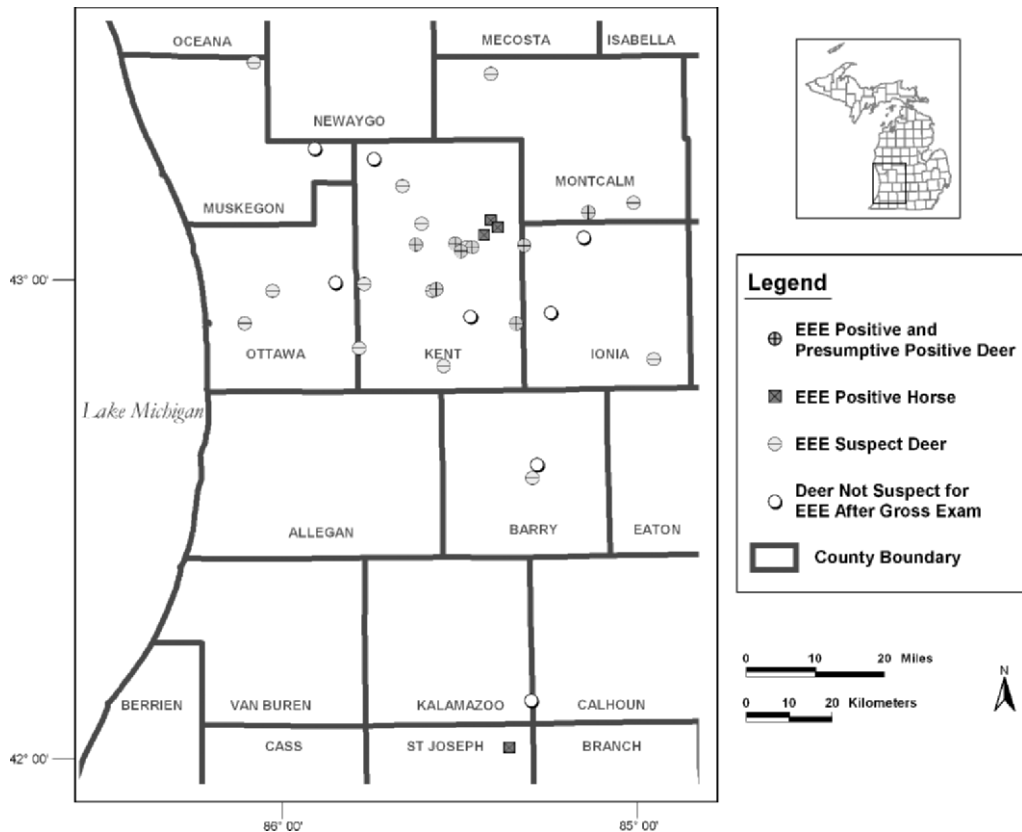 OCEANA
MECOSTA
ISABELLA
NEWAYGO
MONTCALM
MUSKEGON
43° 00'
OTTAWA
KENT
IONIA
Lake Michigan
ALLEGAN
BARRY
EATON
BERRIEN
VAN BUREN
KALAMAZOO
CALHOUN
CASS
ST JOSEPH
BRANCH
42° 00'
86° 00'
85° 00'
Legend
EEE Positive and
Presumptive Positive Deer
EEE Positive Horse
EEE Suspect Deer
Deer Not Suspect for
EEE After Gross Exam
County Boundary
0 10 20 Miles
0 10 20 Kilometers
N